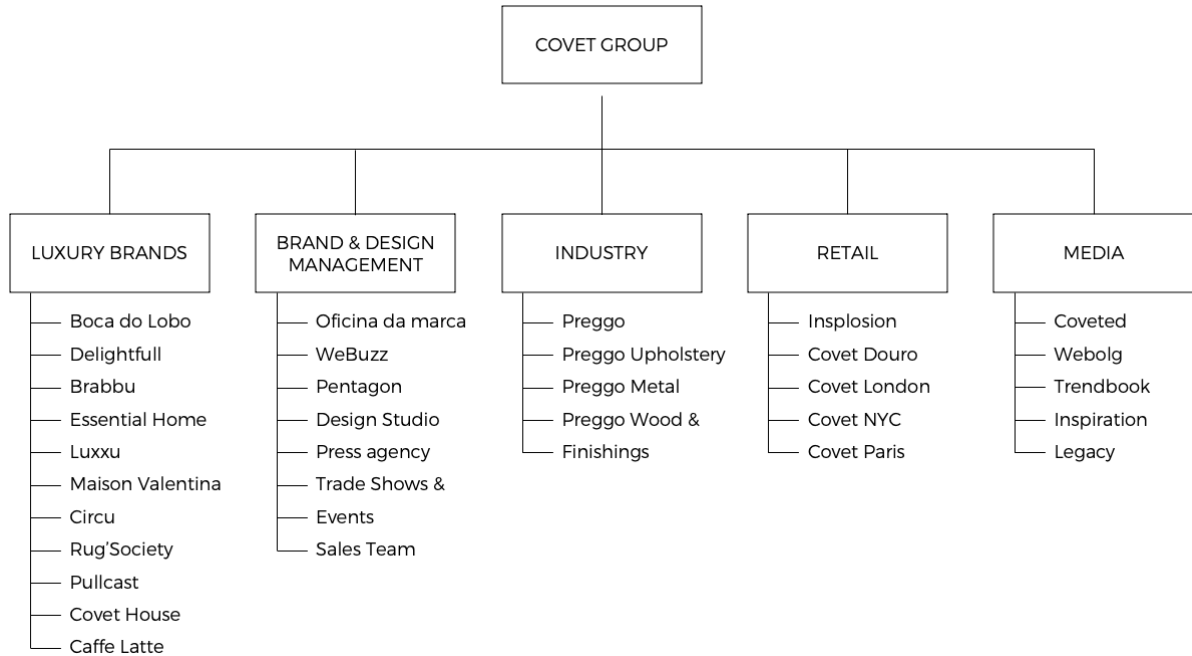 COVET GROUP
LUXURY BRANDS
Boca do Lobo
Delightfull
Brabbu
Essential Home
Luxxu
Maison Valentina
Circu
Rug’Society
Pullcast
Covet House
Caffe Latte
BRAND & DESIGN
MANAGEMENT
Oficina da marca
WeBuzz
Pentagon
Design Studio
Press agency
Trade Shows &
Events
Sales Team
INDUSTRY
Preggo
Preggo Upholstery
Preggo Metal
Preggo Wood &
Finishings
RETAIL
Insplosion
Covet Douro
Covet London
Covet NYC
Covet Paris
MEDIA
Coveted
Webolg
Trendbook
Inspiration
Legacy